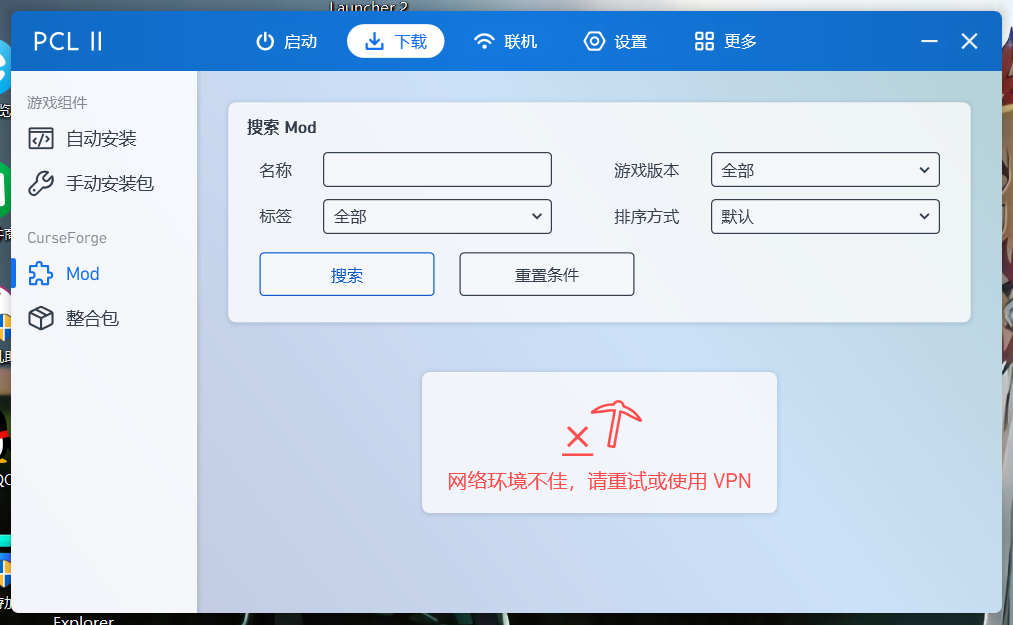 Launcher 2
PCL II
启动
下载
联机
设置
更多
游戏组件
自动安装
手动安装包
CurseForge
Mod
整合包
搜索 Mod
名称
游戏版本
全部
标签
全部
排序方式
默认
搜索
重置条件
网络环境不佳，请重试或使用 VPN
Explorer